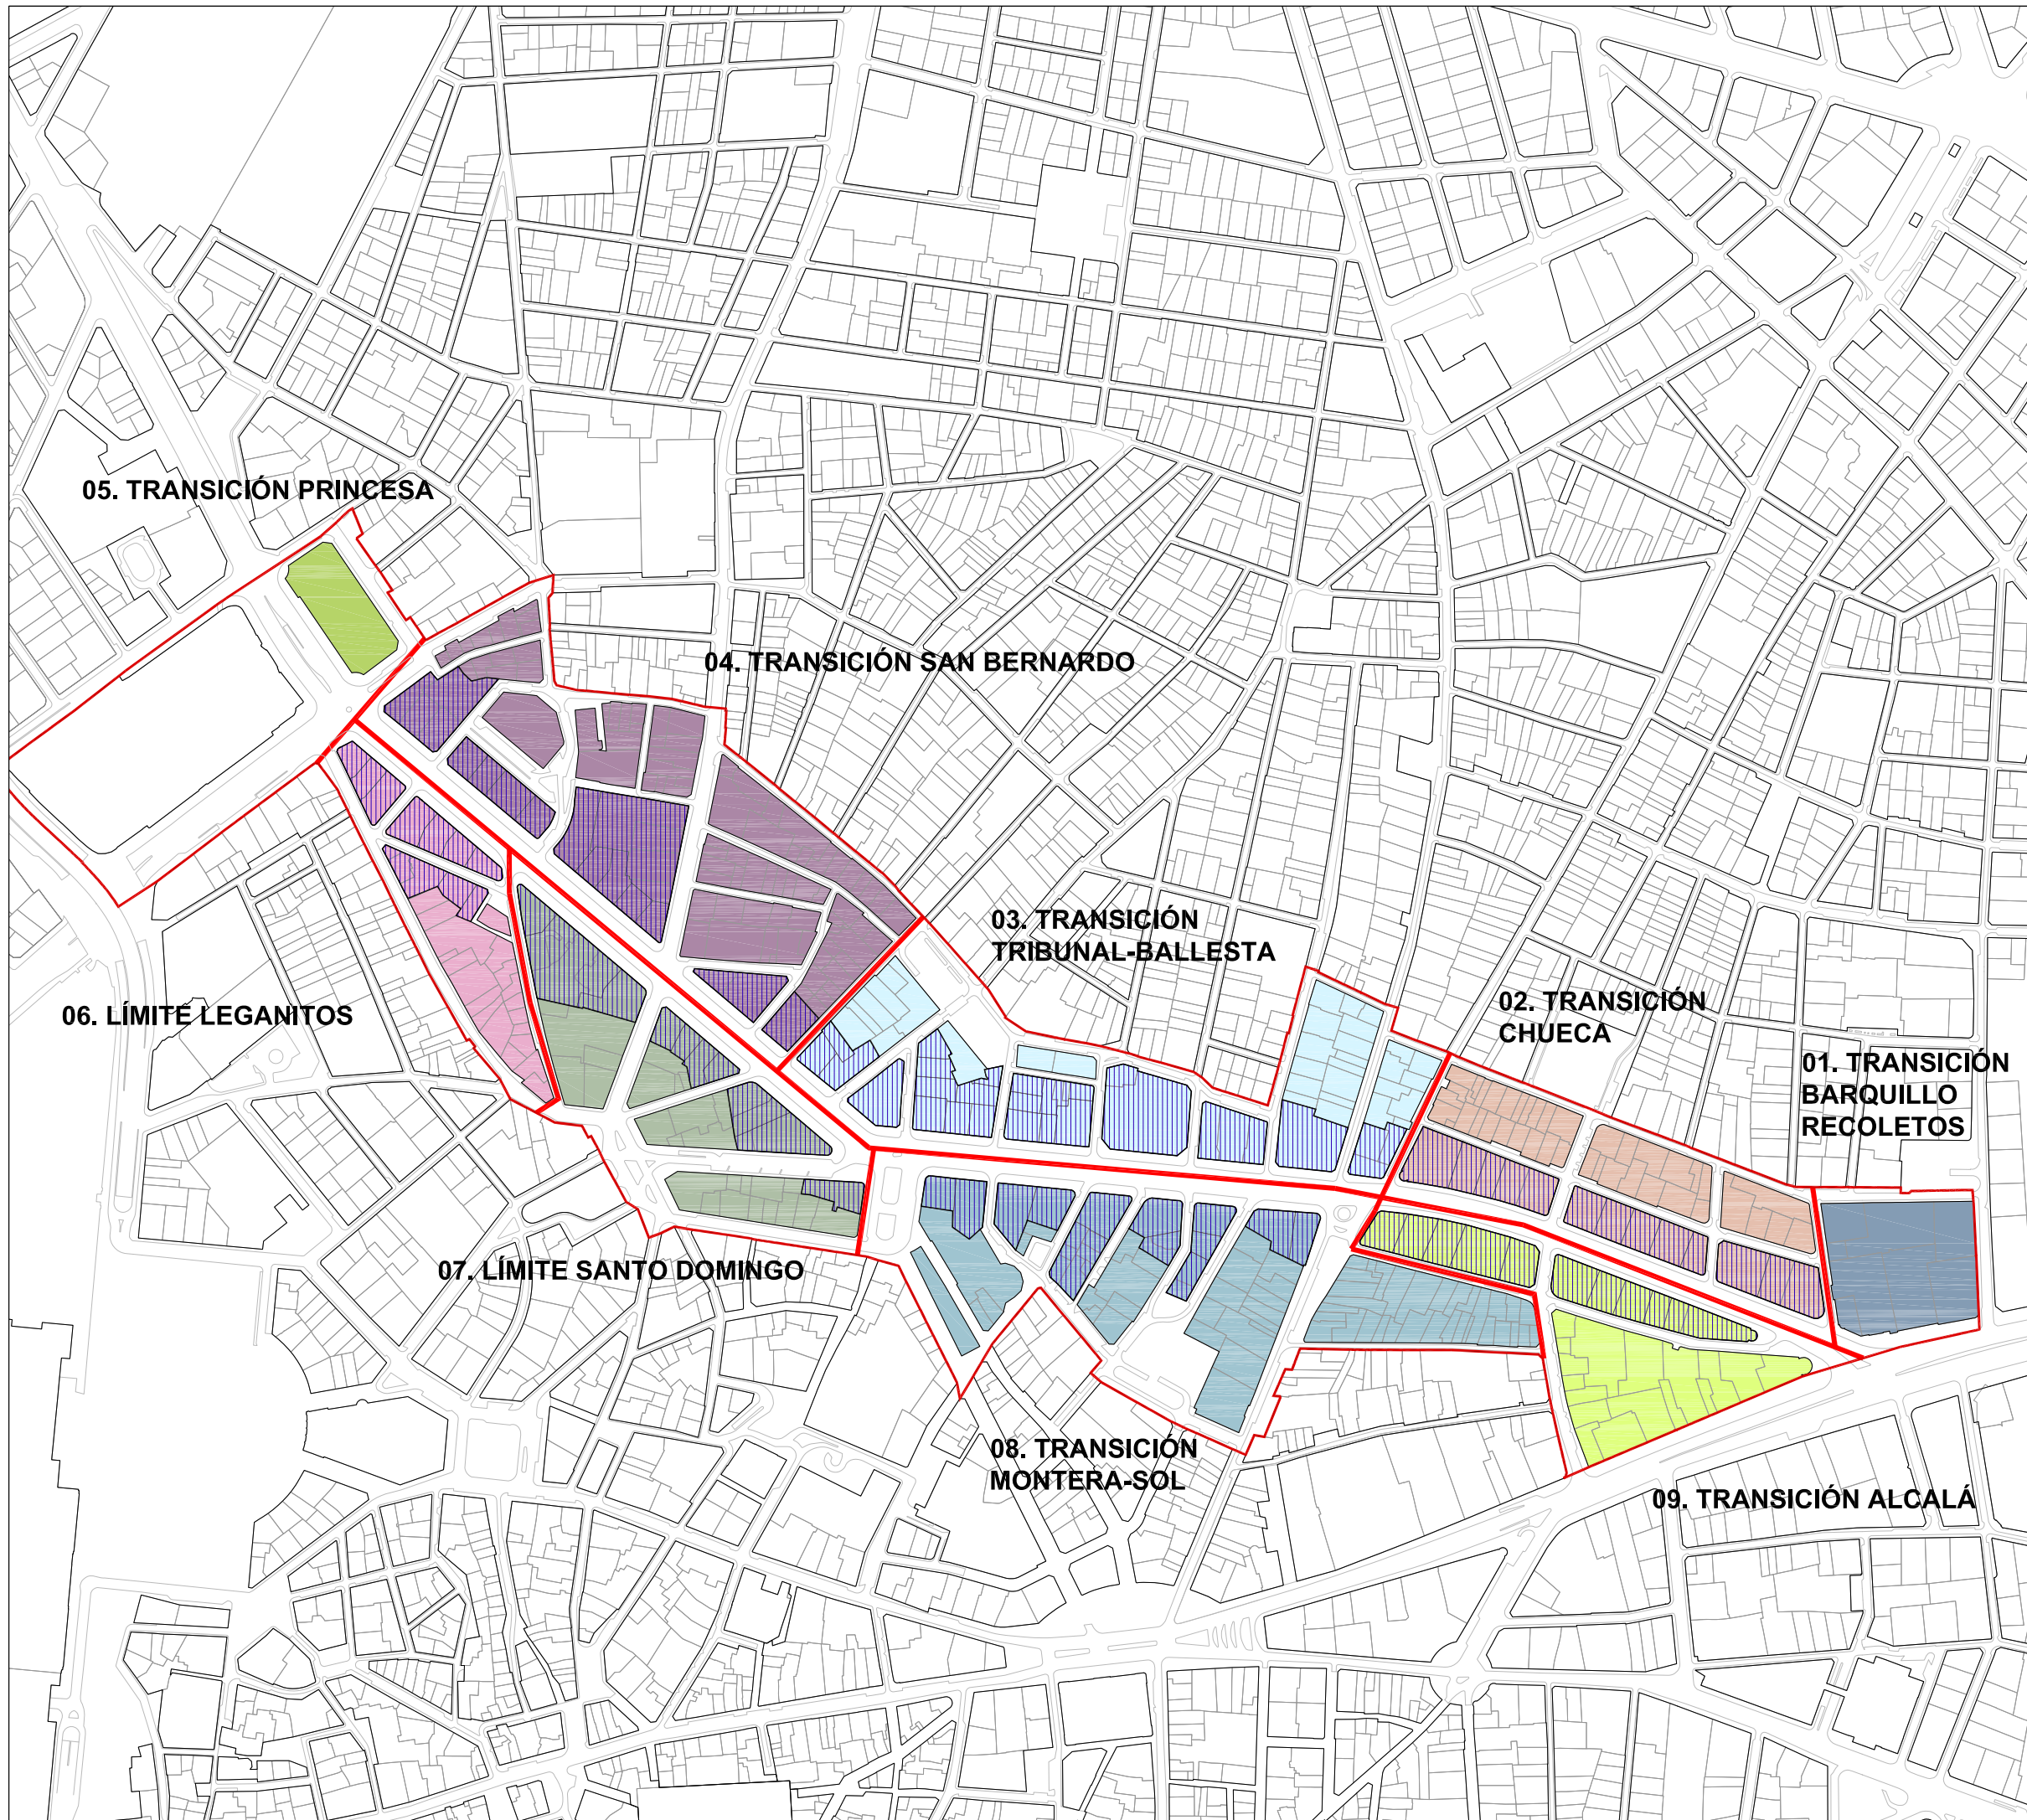 05. TRANSICIÓN PRINCESA
04. TRANSICIÓN SAN BERNARDO
03. TRANSICIÓN
TRIBUNAL-BALLESTA
02. TRANSICIÓN
CHUECA
01. TRANSICIÓN
BARQUILLO
RECOLETOS
06. LÍMITE LEGANITOS
07. LÍMITE SANTO DOMINGO
08. TRANSICIÓN
MONTERA-SOL
09. TRANSICIÓN ALCALÁ